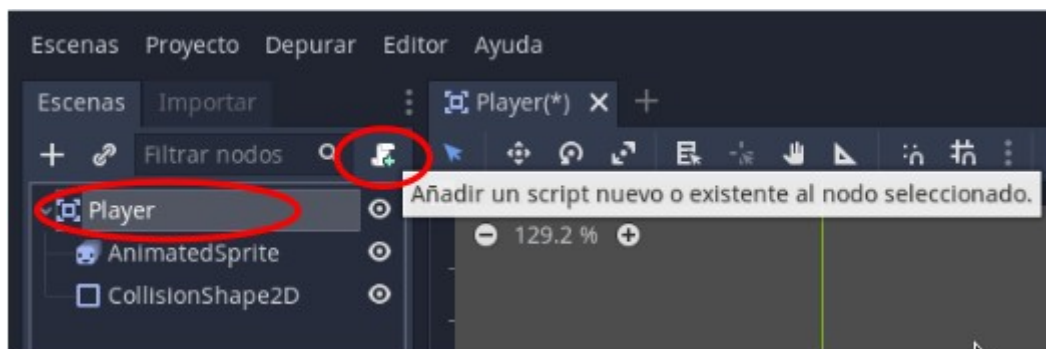 Escenas Proyecto Depurar Editor Ayuda
Escenas Importar
Player(*)
Filtrar nodos
Añadir un script nuevo o existente al nodo seleccionado.
Player
129.2 %
AnimatedSprite
CollisionShape2D